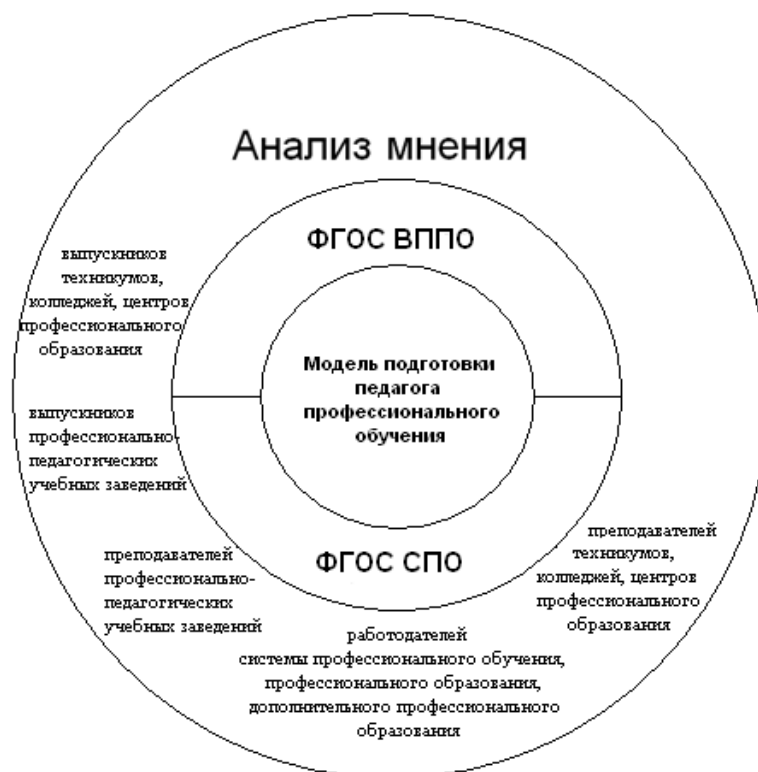 Анализ мнения
ФГОС ВППО
выпускников
техникумов,
колледжей, центров
профессионального
образования
Модель подготовки
педагога
профессионального
обучения
выпускников
профессионально-
педагогических
учебных заведений
ФГОС СПО
преподавателей
профессионально-
педагогических
учебных заведений
преподавателей
техникумов,
колледжей, центров
профессионального
образования
работодателей
системы профессионального обучения,
профессионального образования,
дополнительного профессионального
образования